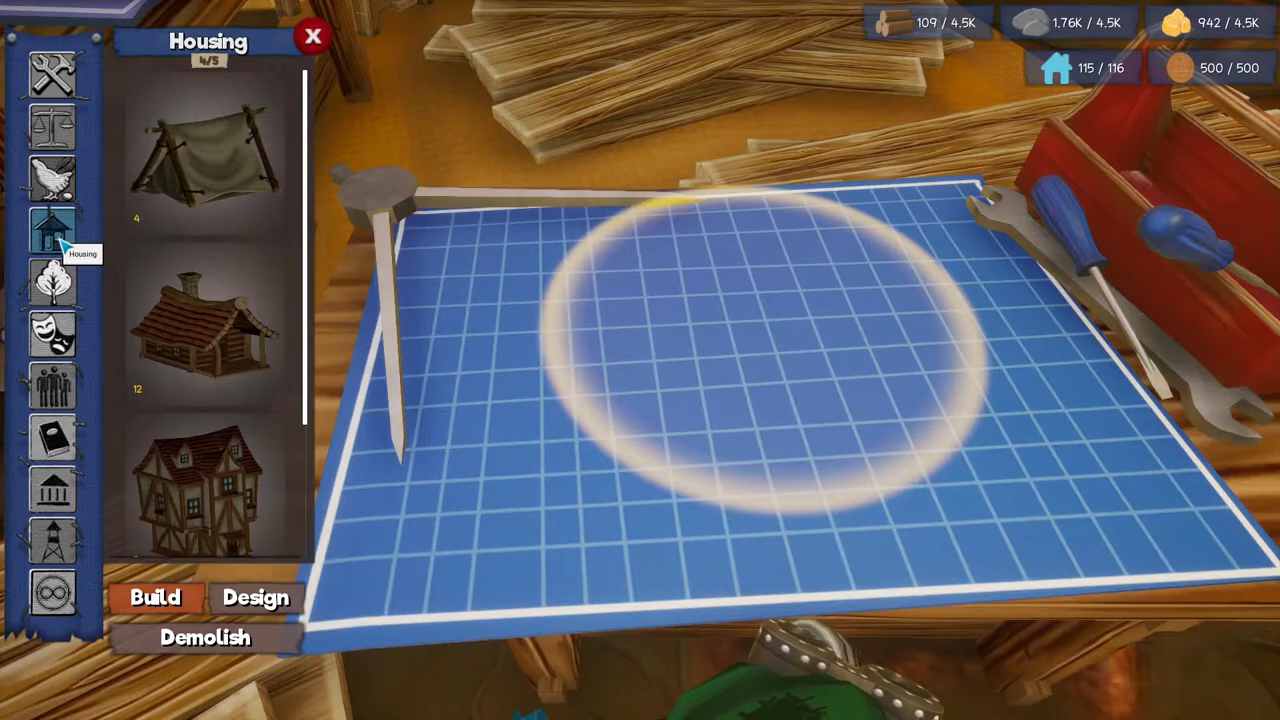 Housing
X
4/5
109 / 4.5K
1.76K / 4.5K
942 / 4.5K
115 / 116
500 / 500
4
Housing
12
Build
Design
Demolish